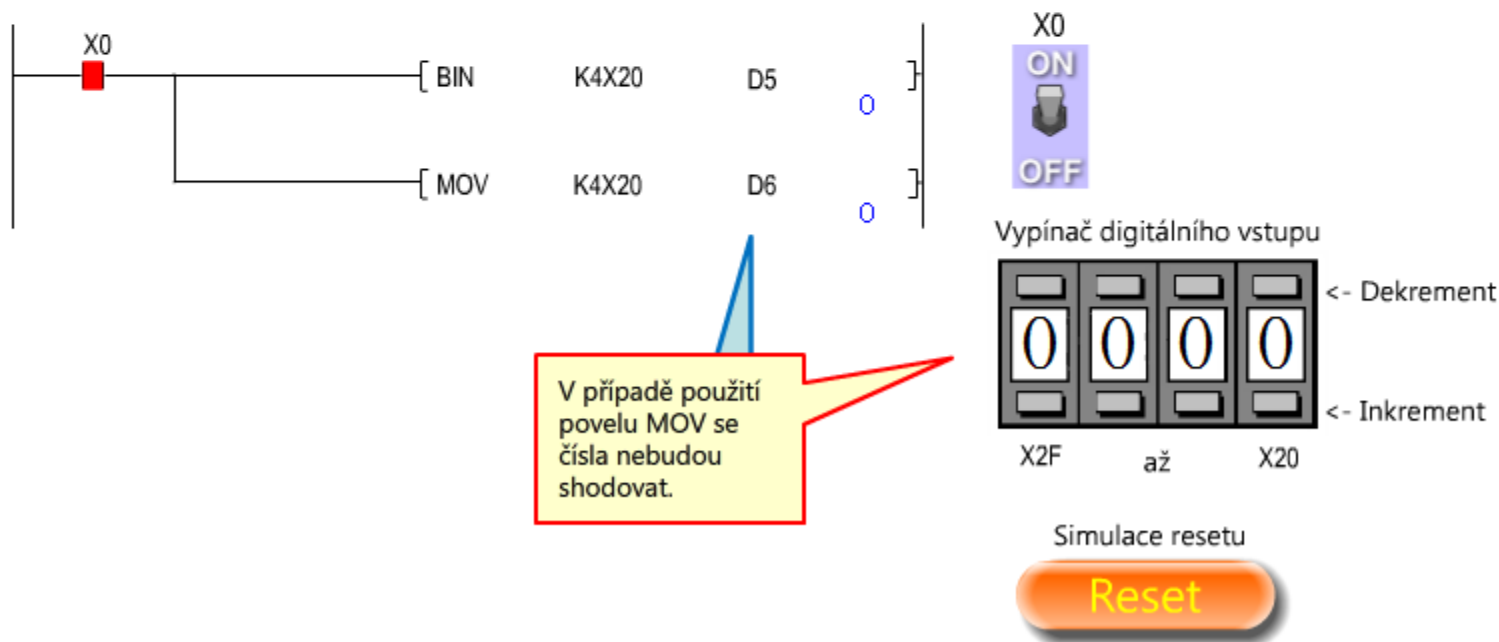 X0
BIN K4X20 D5
0
MOV K4X20 D6
0
X0
ON
OFF
Vypínač digitálního vstupu
<- Dekrement
0 0 0 0
<- Inkrement
X2F až X20
V případě použití
povelu MOV se
čísla nebudou
shodovat.
Simulace resetu
Reset